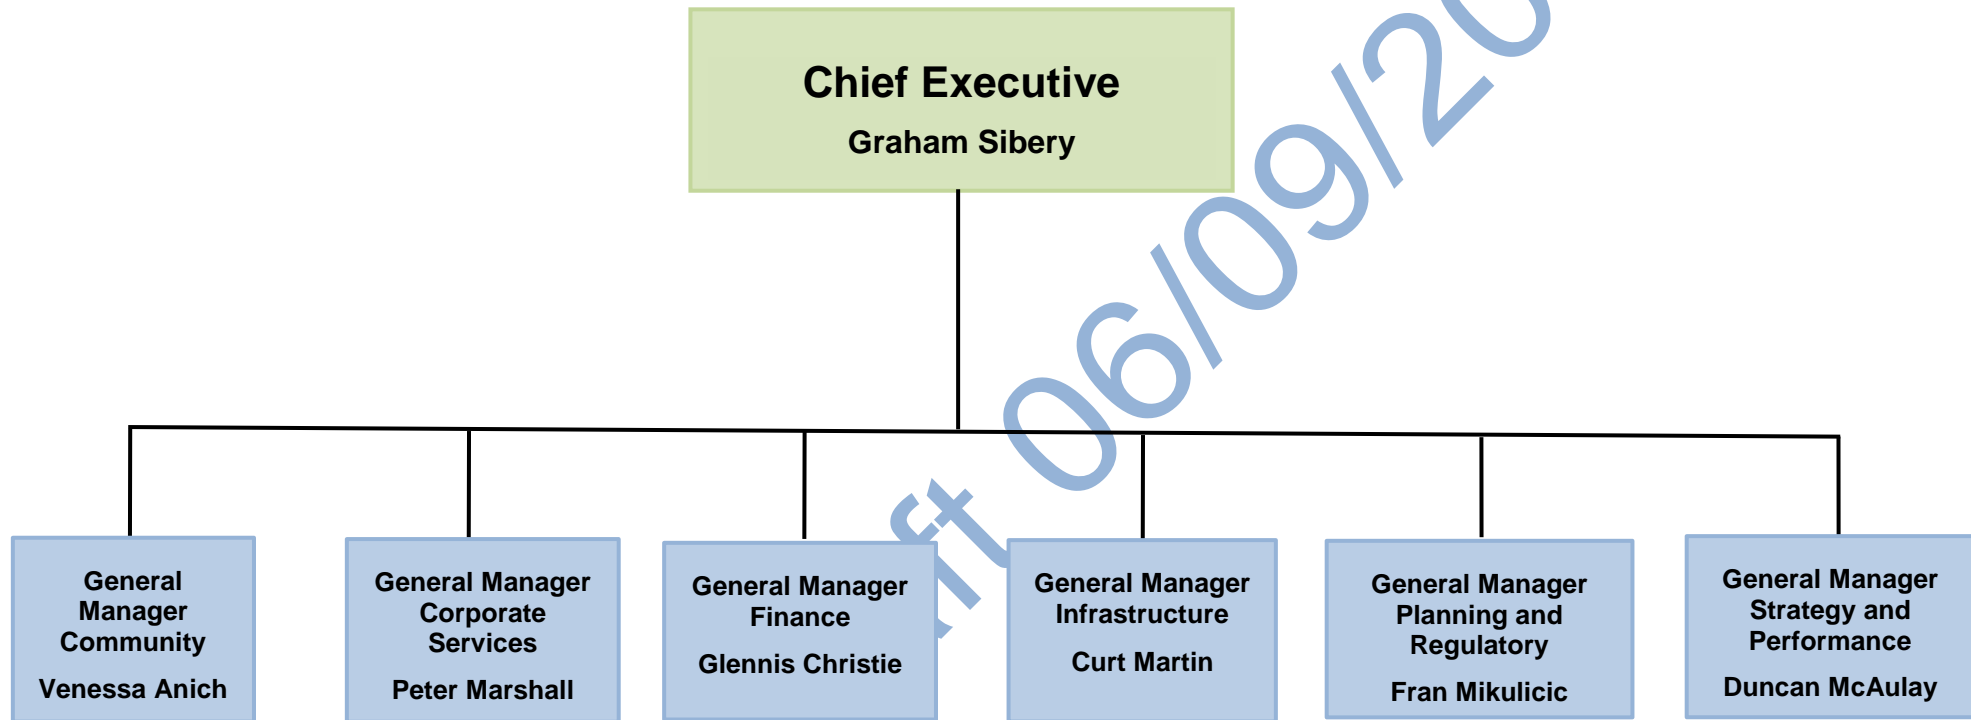 Chief Executive
Graham Sibery
General
Manager
Community
Venessa Anich
General Manager
Corporate
Services
Peter Marshall
General Manager
Finance
Glennis Christie
General Manager
Infrastructure
Curt Martin
General Manager
Planning and
Regulatory
Fran Mikulicic
General Manager
Strategy and
Performance
Duncan McAulay
06/09/20